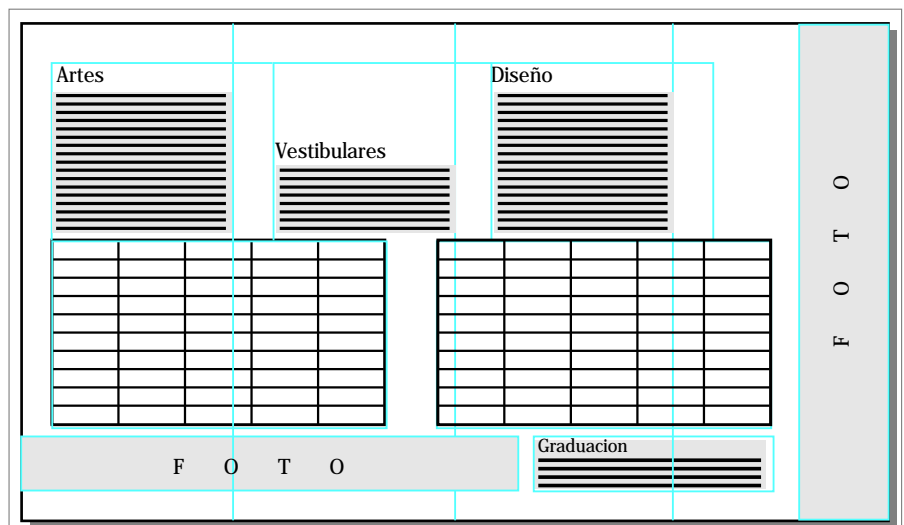 Artes
Diseño
Vestibulares
F O T O
Graduacion
F O T O